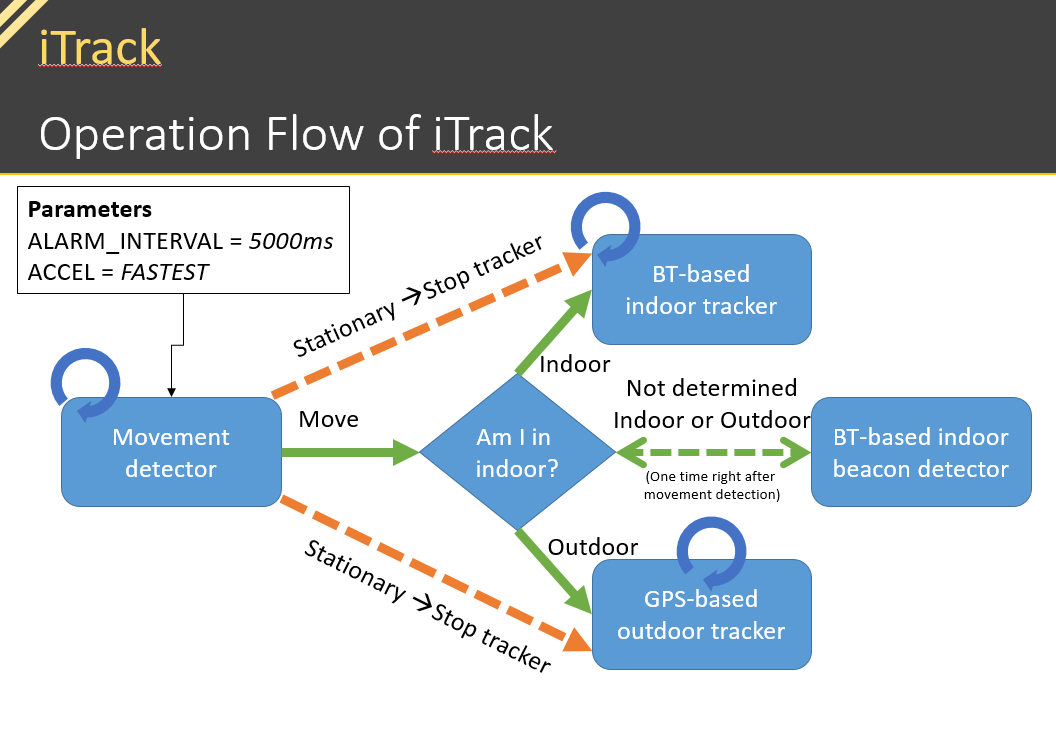 iTrack
Operation Flow of iTrack
Parameters
ALARM_INTERVAL = 5000ms
ACCEL = FASTEST
Stationary →Stop tracker
BT-based
indoor tracker
Indoor
Move
Movement
detector
Am I in
indoor?
Not determined
Indoor or Outdoor
(One time right after
movement detection)
BT-based indoor
beacon detector
Outdoor
Stationary →Stop tracker
GPS-based
outdoor tracker